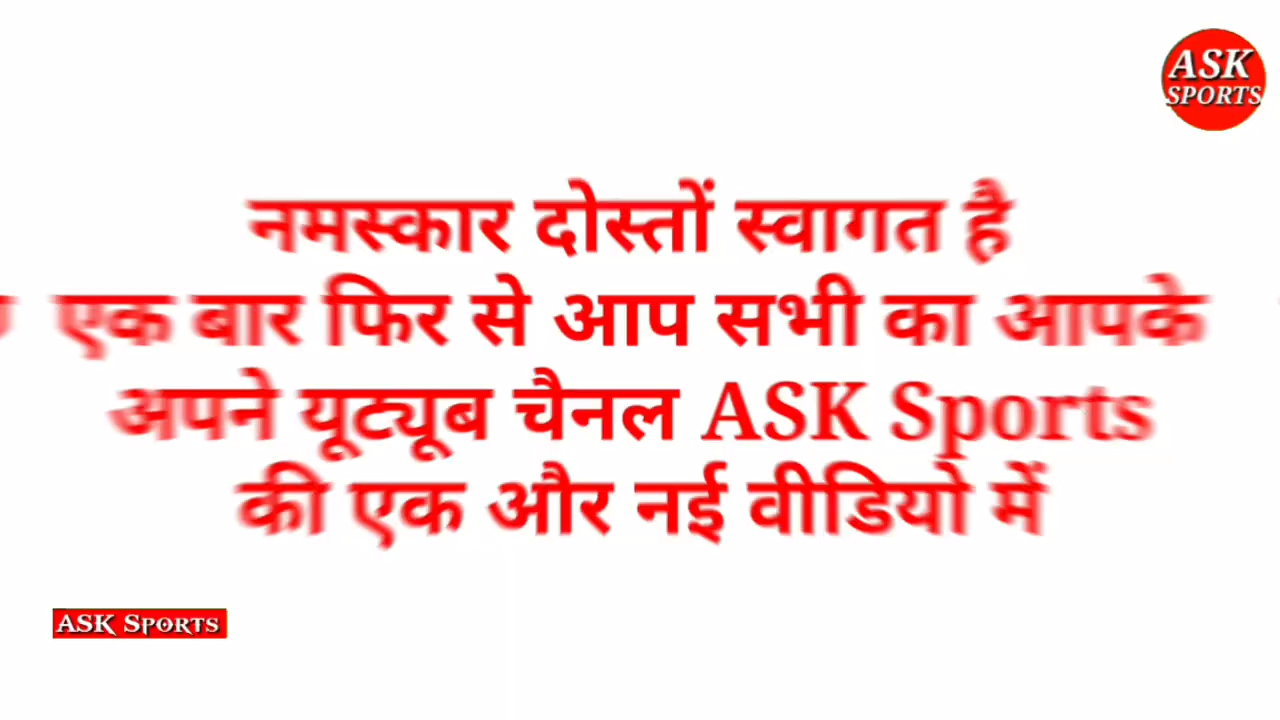 ASK
SPORTS
नमस्कार दोस्तों स्वागत है
एक बार फिर से आप सभी का आपके
अपने यूट्यूब चैनल ASK Sports
की एक और नई वीडियो में
ASK SPORTS